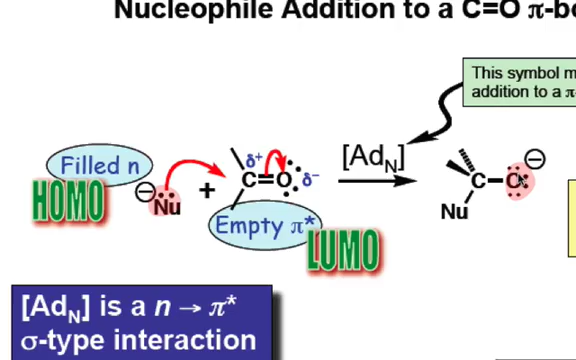 Nucleophile Addition to a C=O π-bo
This symbol m
addition to a π
Filled n
HOMO
⊖
Nu
+
δ+
C=O
δ−
[AdN]
⊖
C–O
Nu
Empty π*
LUMO
[AdN] is a n → π*
σ-type interaction